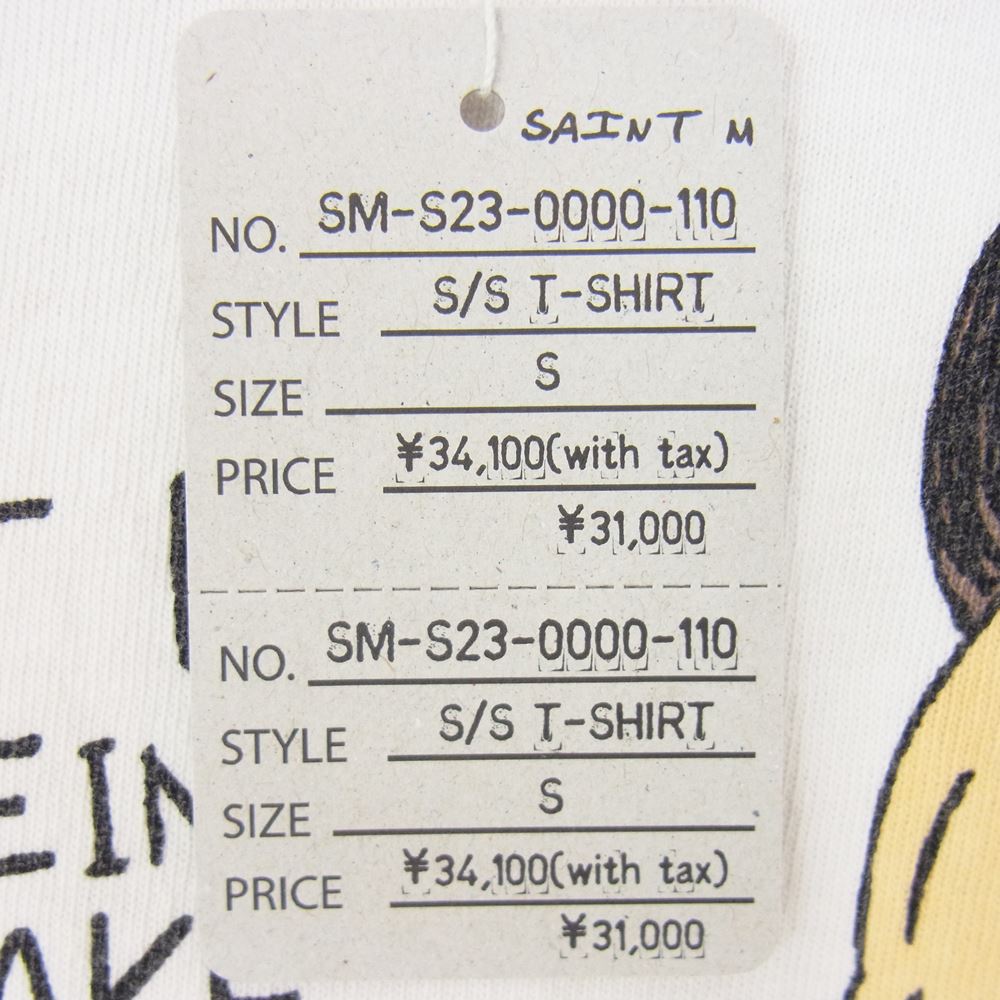 SAINT M
NO. SM-S23-0000-110
STYLE S/S T-SHIRT
SIZE S
PRICE ¥34,100(with tax)
¥31,000
NO. SM-S23-0000-110
STYLE S/S T-SHIRT
SIZE S
PRICE ¥34,100(with tax)
¥31,000